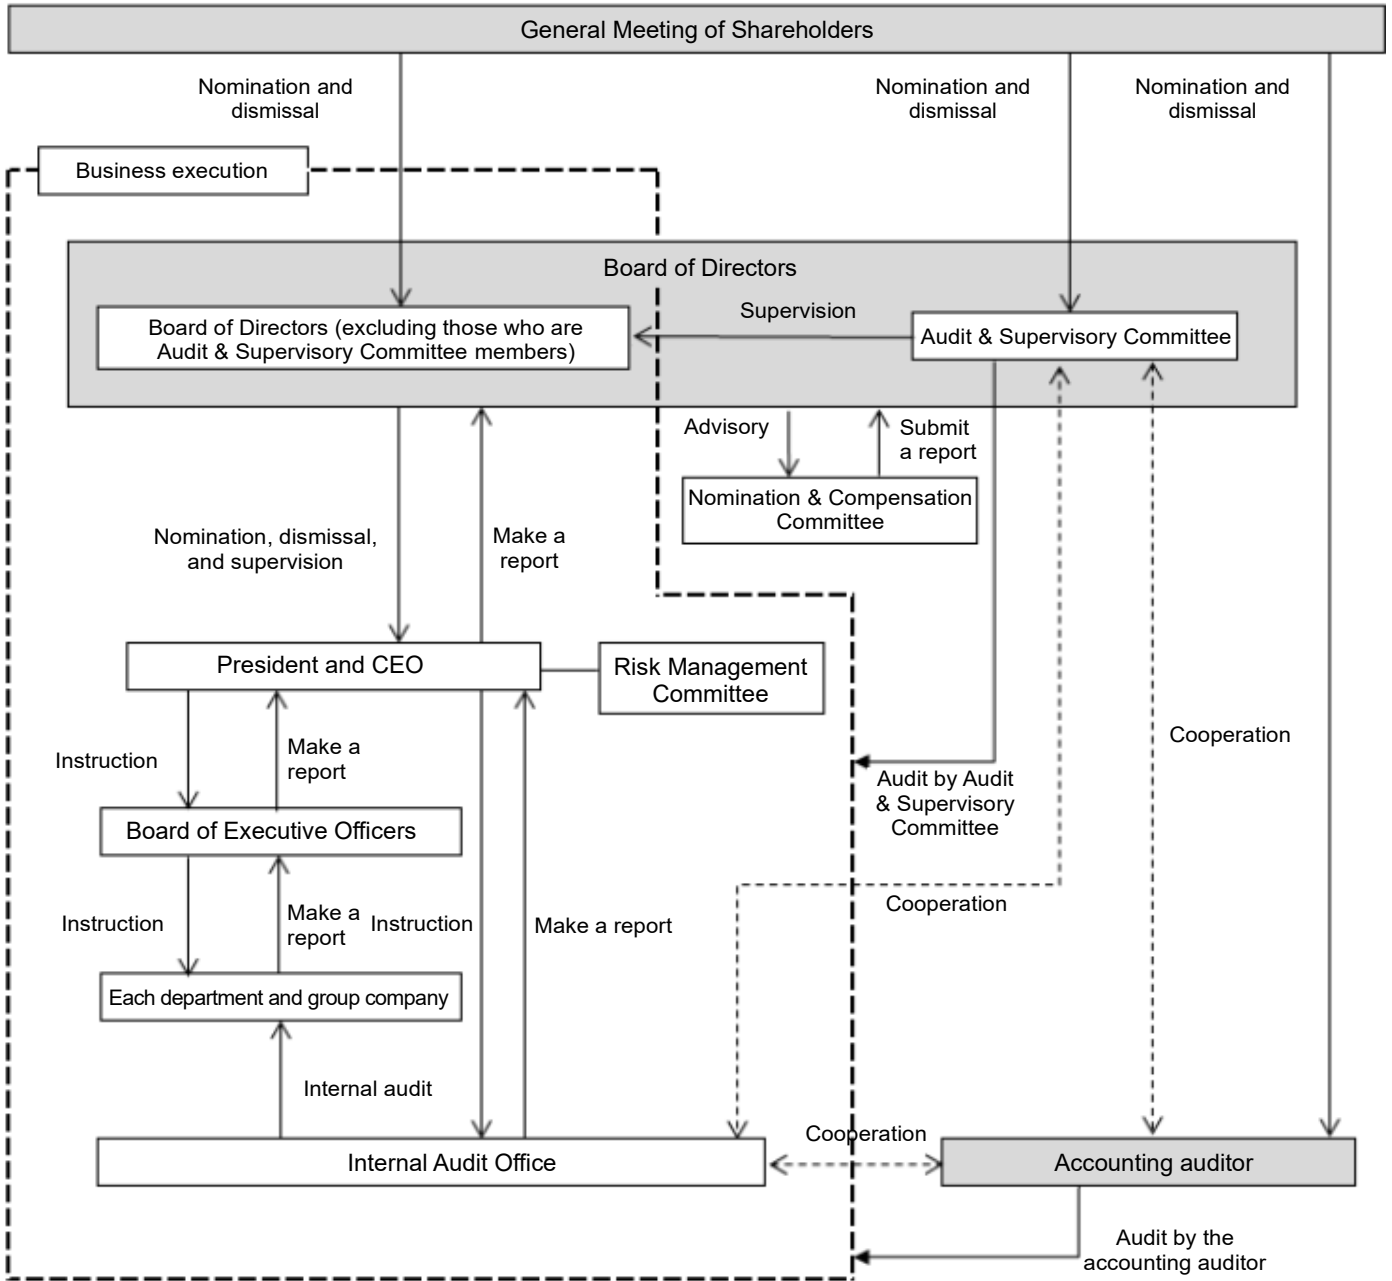 General Meeting of Shareholders
Nomination and
dismissal
Nomination and
dismissal
Nomination and
dismissal
Business execution
Board of Directors
Board of Directors (excluding those who are
Audit & Supervisory Committee members)
Supervision
Audit & Supervisory Committee
Advisory
Submit
a report
Nomination & Compensation
Committee
Nomination, dismissal,
and supervision
Make a
report
President and CEO
Risk Management
Committee
Instruction
Make a
report
Cooperation
Audit by Audit
& Supervisory
Committee
Board of Executive Officers
Instruction
Make a
report
Instruction
Make a report
Cooperation
Each department and group company
Internal audit
Cooperation
Internal Audit Office
Accounting auditor
Audit by the
accounting auditor